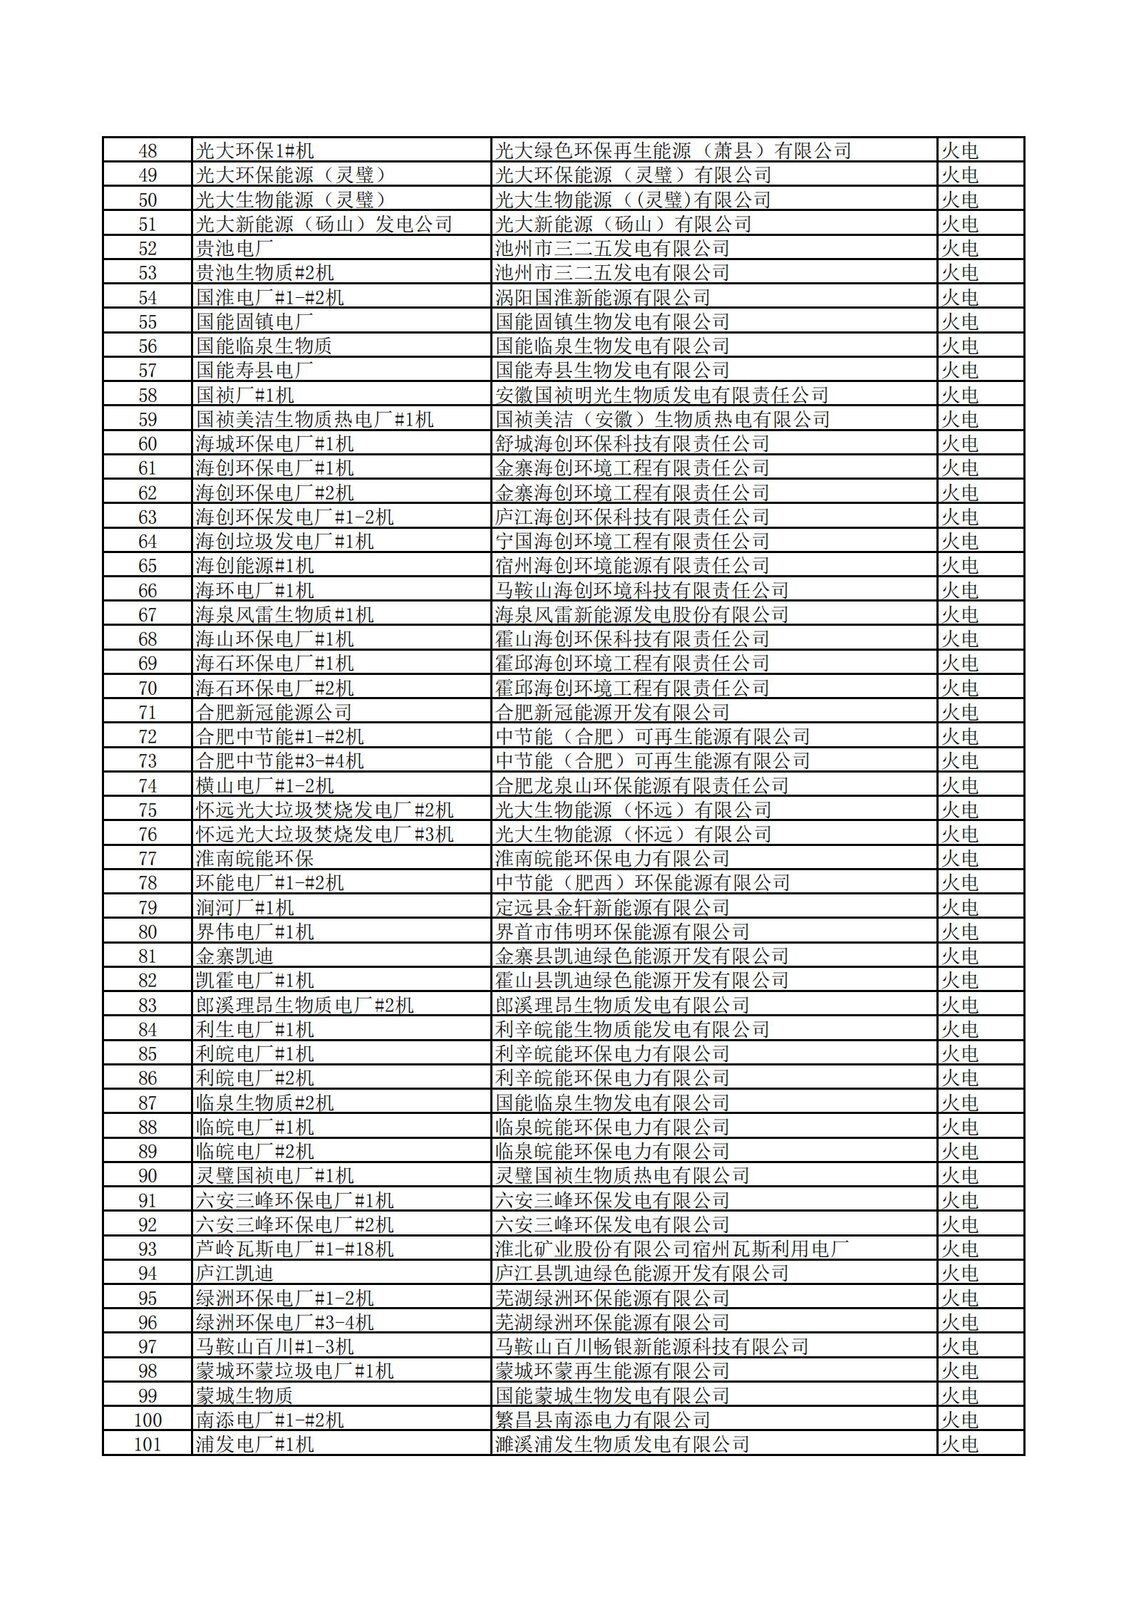 48 光大环保1#机 光大绿色环保再生能源（萧县）有限公司 火电
49 光大环保能源（灵璧） 光大环保能源（灵璧）有限公司 火电
50 光大生物能源（灵璧） 光大生物能源（(灵璧)有限公司 火电
51 光大新能源（砀山）发电公司 光大新能源（砀山）有限公司 火电
52 贵池电厂 池州市三二五发电有限公司 火电
53 贵池生物质#2机 池州市三二五发电有限公司 火电
54 国淮电厂#1-#2机 涡阳国淮新能源有限公司 火电
55 国能固镇电厂 国能固镇生物发电有限公司 火电
56 国能临泉生物质 国能临泉生物发电有限公司 火电
57 国能寿县电厂 国能寿县生物发电有限公司 火电
58 国祯厂#1机 安徽国祯明光生物质发电有限责任公司 火电
59 国祯美洁生物质热电厂#1机 国祯美洁（安徽）生物质热电有限公司 火电
60 海城环保电厂#1机 舒城海创环保科技有限责任公司 火电
61 海创环保电厂#1机 金寨海创环境工程有限责任公司 火电
62 海创环保电厂#2机 金寨海创环境工程有限责任公司 火电
63 海创环保发电厂#1-2机 庐江海创环保科技有限责任公司 火电
64 海创垃圾发电厂#1机 宁国海创环境工程有限责任公司 火电
65 海创能源#1机 宿州海创环境能源有限责任公司 火电
66 海环电厂#1机 马鞍山海创环境科技有限责任公司 火电
67 海泉风雷生物质#1机 海泉风雷新能源发电股份有限公司 火电
68 海山环保电厂#1机 霍山海创环保科技有限责任公司 火电
69 海石环保电厂#1机 霍邱海创环境工程有限责任公司 火电
70 海石环保电厂#2机 霍邱海创环境工程有限责任公司 火电
71 合肥新冠能源公司 合肥新冠能源开发有限公司 火电
72 合肥中节能#1-#2机 中节能（合肥）可再生能源有限公司 火电
73 合肥中节能#3-#4机 中节能（合肥）可再生能源有限公司 火电
74 横山电厂#1-2机 合肥龙泉山环保能源有限责任公司 火电
75 怀远光大垃圾焚烧发电厂#2机 光大生物能源（怀远）有限公司 火电
76 怀远光大垃圾焚烧发电厂#3机 光大生物能源（怀远）有限公司 火电
77 淮南皖能环保 淮南皖能环保电力有限公司 火电
78 环能电厂#1-#2机 中节能（肥西）环保能源有限公司 火电
79 涧河厂#1机 定远县金轩新能源有限公司 火电
80 界伟电厂#1机 界首市伟明环保能源有限公司 火电
81 金寨凯迪 金寨县凯迪绿色能源开发有限公司 火电
82 凯霍电厂#1机 霍山县凯迪绿色能源开发有限公司 火电
83 郎溪理昂生物质电厂#2机 郎溪理昂生物质发电有限公司 火电
84 利生电厂#1机 利辛皖能生物质能发电有限公司 火电
85 利皖电厂#1机 利辛皖能环保电力有限公司 火电
86 利皖电厂#2机 利辛皖能环保电力有限公司 火电
87 临泉生物质#2机 国能临泉生物发电有限公司 火电
88 临皖电厂#1机 临泉皖能环保电力有限公司 火电
89 临皖电厂#2机 临泉皖能环保电力有限公司 火电
90 灵璧国祯电厂#1机 灵璧国祯生物质热电有限公司 火电
91 六安三峰环保电厂#1机 六安三峰环保发电有限公司 火电
92 六安三峰环保电厂#2机 六安三峰环保发电有限公司 火电
93 芦岭瓦斯电厂#1-#18机 淮北矿业股份有限公司宿州瓦斯利用电厂 火电
94 庐江凯迪 庐江县凯迪绿色能源开发有限公司 火电
95 绿洲环保电厂#1-2机 芜湖绿洲环保能源有限公司 火电
96 绿洲环保电厂#3-4机 芜湖绿洲环保能源有限公司 火电
97 马鞍山百川#1-3机 马鞍山百川畅银新能源科技有限公司 火电
98 蒙城环蒙垃圾电厂#1机 蒙城环蒙再生能源有限公司 火电
99 蒙城生物质 国能蒙城生物发电有限公司 火电
100 南添电厂#1-#2机 繁昌县南添电力有限公司 火电
101 浦发电厂#1机 濉溪浦发生物质发电有限公司 火电